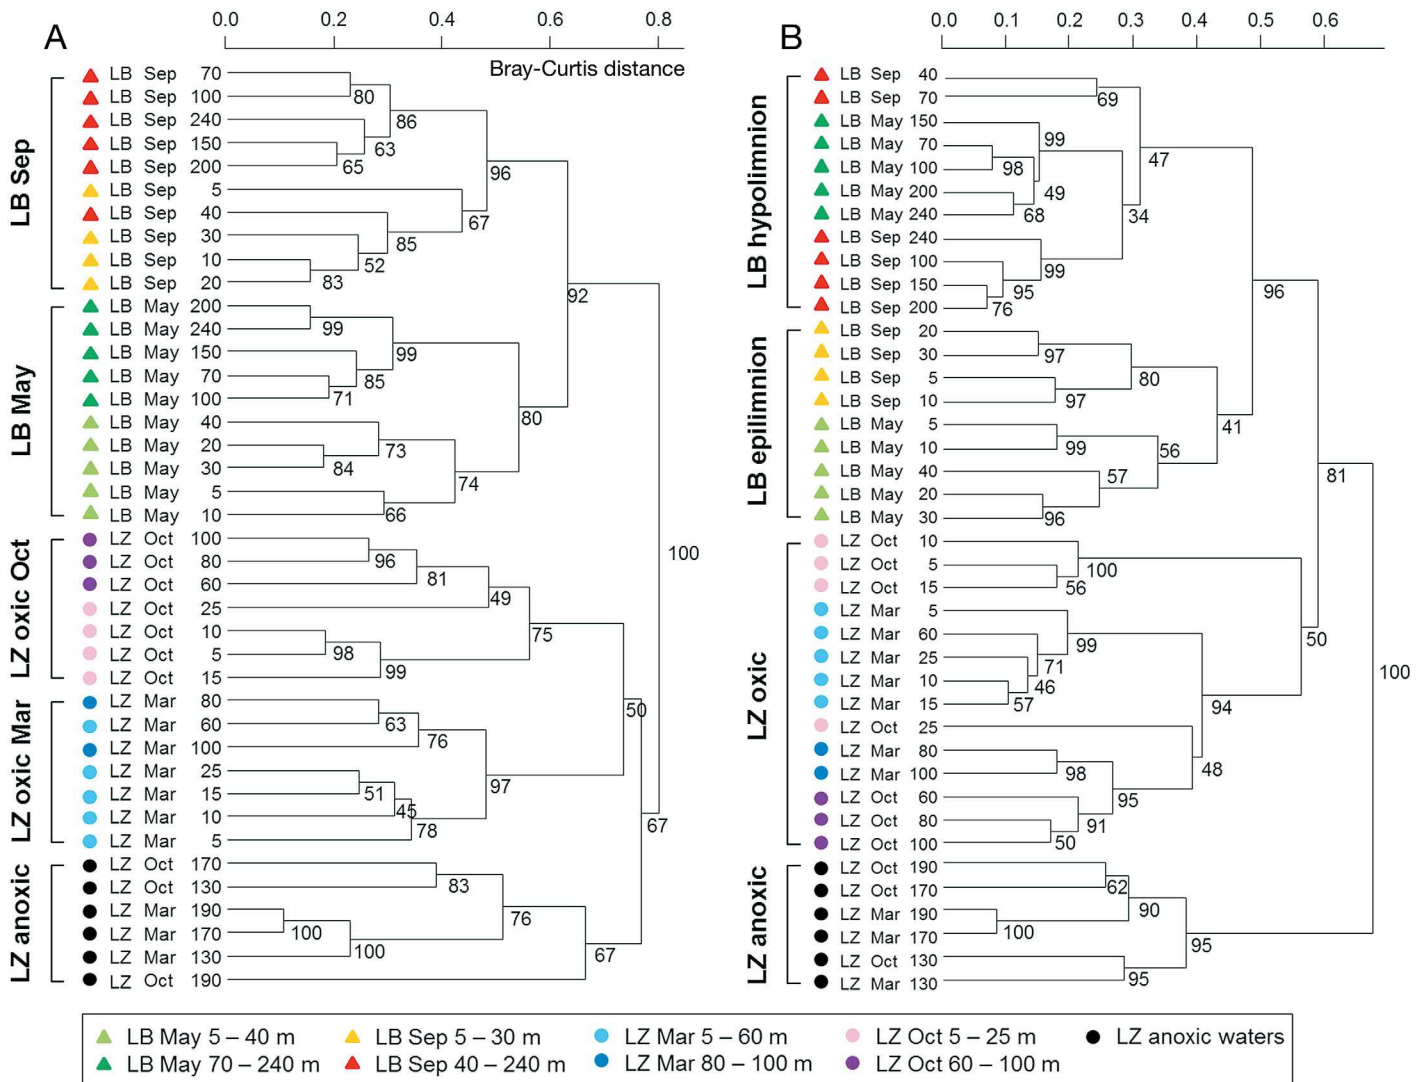 A
0.0 0.2 0.4 0.6 0.8
Bray-Curtis distance
LB Sep
LB Sep 70
LB Sep 100
LB Sep 240
LB Sep 150
LB Sep 200
LB Sep 5
LB Sep 40
LB Sep 30
LB Sep 10
LB Sep 20
LB May
LB May 200
LB May 240
LB May 150
LB May 70
LB May 100
LB May 40
LB May 20
LB May 30
LB May 5
LB May 10
LZ oxic Oct
LZ Oct 100
LZ Oct 80
LZ Oct 60
LZ Oct 25
LZ Oct 10
LZ Oct 5
LZ Oct 15
LZ oxic Mar
LZ Mar 80
LZ Mar 60
LZ Mar 100
LZ Mar 25
LZ Mar 15
LZ Mar 10
LZ Mar 5
LZ anoxic
LZ Oct 170
LZ Oct 130
LZ Mar 190
LZ Mar 170
LZ Mar 130
LZ Oct 190
80
86
63
65
96
67
85
52
83
92
99
99
85
71
80
73
84
74
66
100
96
81
49
75
98
99
50
63
76
97
51
45
78
67
83
76
100
100
67
B
0.0 0.1 0.2 0.3 0.4 0.5 0.6
LB hypolimnion
LB Sep 40
LB Sep 70
LB May 150
LB May 70
LB May 100
LB May 200
LB May 240
LB Sep 240
LB Sep 100
LB Sep 150
LB Sep 200
LB epilimnion
LB Sep 20
LB Sep 30
LB Sep 5
LB Sep 10
LB May 5
LB May 10
LB May 40
LB May 20
LB May 30
LZ oxic
LZ Oct 10
LZ Oct 5
LZ Oct 15
LZ Mar 5
LZ Mar 60
LZ Mar 25
LZ Mar 10
LZ Mar 15
LZ Oct 25
LZ Mar 80
LZ Mar 100
LZ Oct 60
LZ Oct 80
LZ Oct 100
LZ anoxic
LZ Oct 190
LZ Oct 170
LZ Mar 190
LZ Mar 170
LZ Oct 130
LZ Mar 130
69
99
47
98
49
68
34
99
95
76
96
97
80
97
41
99
56
57
96
81
100
56
50
99
71
46
57
94
100
48
98
95
91
50
62
90
100
95
95
LB May 5 – 40 m LB Sep 5 – 30 m LZ Mar 5 – 60 m LZ Oct 5 – 25 m LZ anoxic waters
LB May 70 – 240 m LB Sep 40 – 240 m LZ Mar 80 – 100 m LZ Oct 60 – 100 m